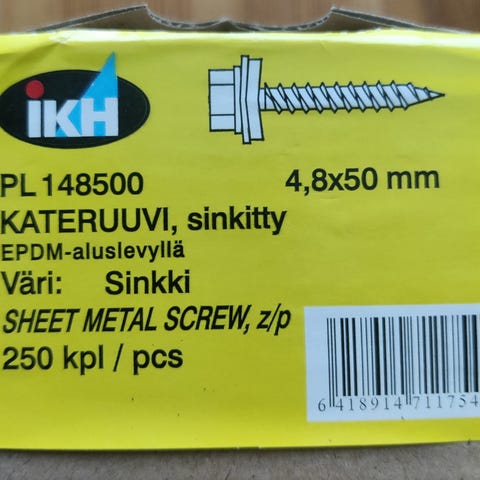 iKH
PL 148500 4,8x50 mm
KATERUUVI, sinkitty
EPDM-aluslevyllä
Väri: Sinkki
SHEET METAL SCREW, z/p
250 kpl / pcs
6 418914 711754